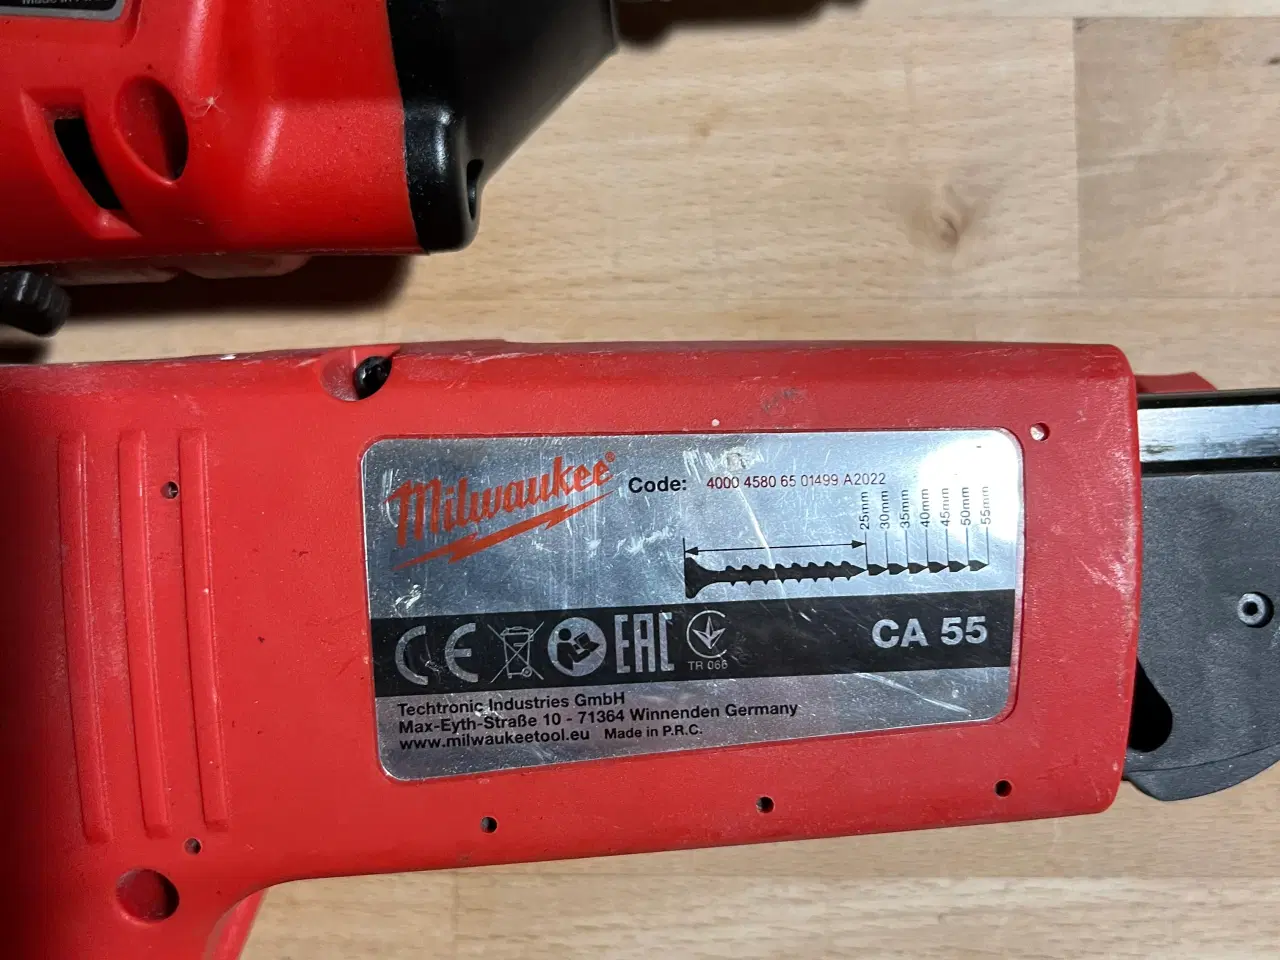 Milwaukee®
Code: 4000 4580 65 01499 A2022
25mm
30mm
35mm
40mm
45mm
50mm
55mm
CE EAC
TR 066
CA 55
Techtronic Industries GmbH
Max-Eyth-Straße 10 - 71364 Winnenden Germany
www.milwaukeetool.eu Made in P.R.C.